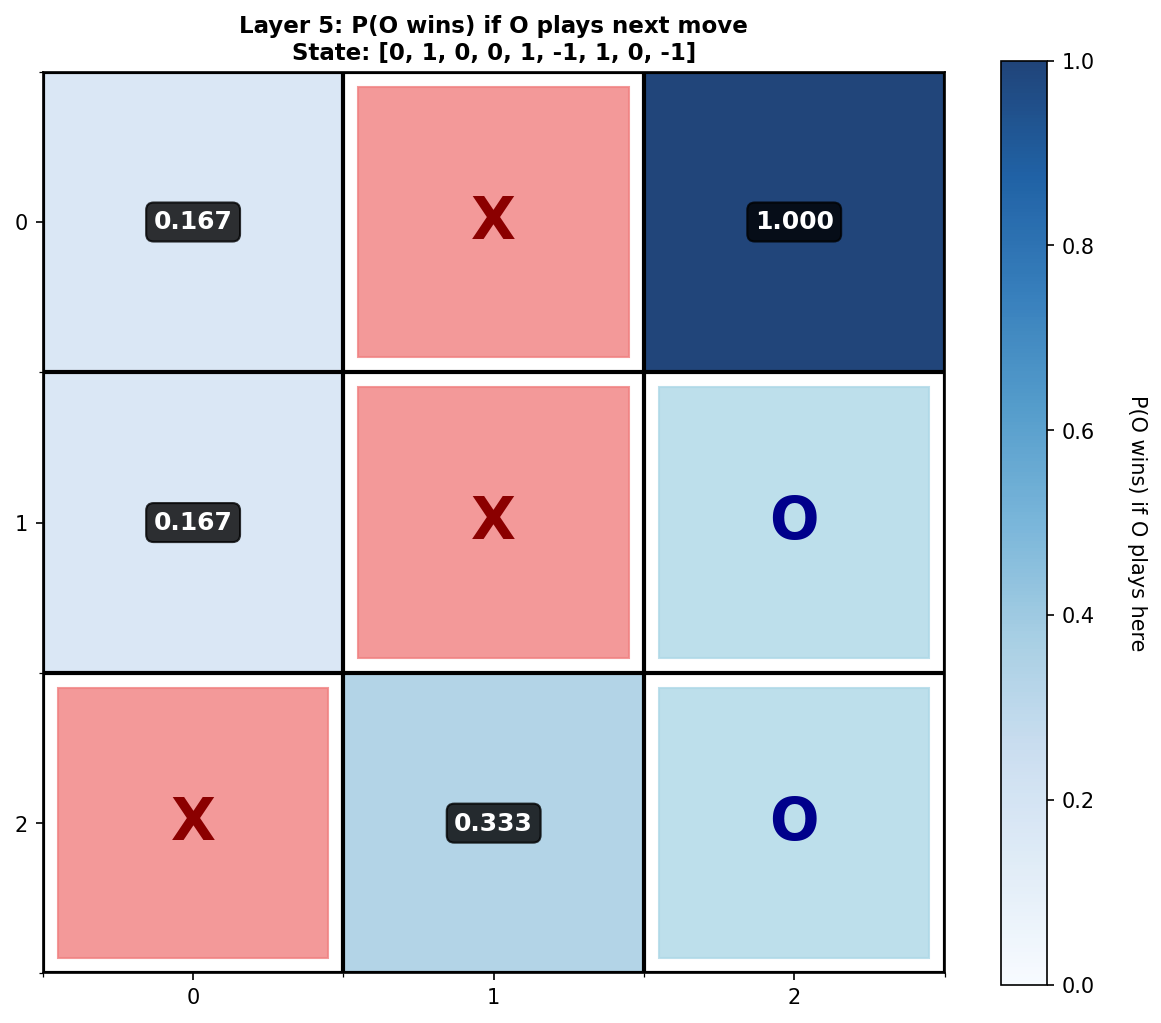 Layer 5: P(O wins) if O plays next move
State: [0, 1, 0, 0, 1, -1, 1, 0, -1]
0.167
X
1.000
0.167
X
O
X
0.333
O
0
1
2
0
1
2
1.0
0.8
0.6
0.4
0.2
0.0
P(O wins) if O plays here